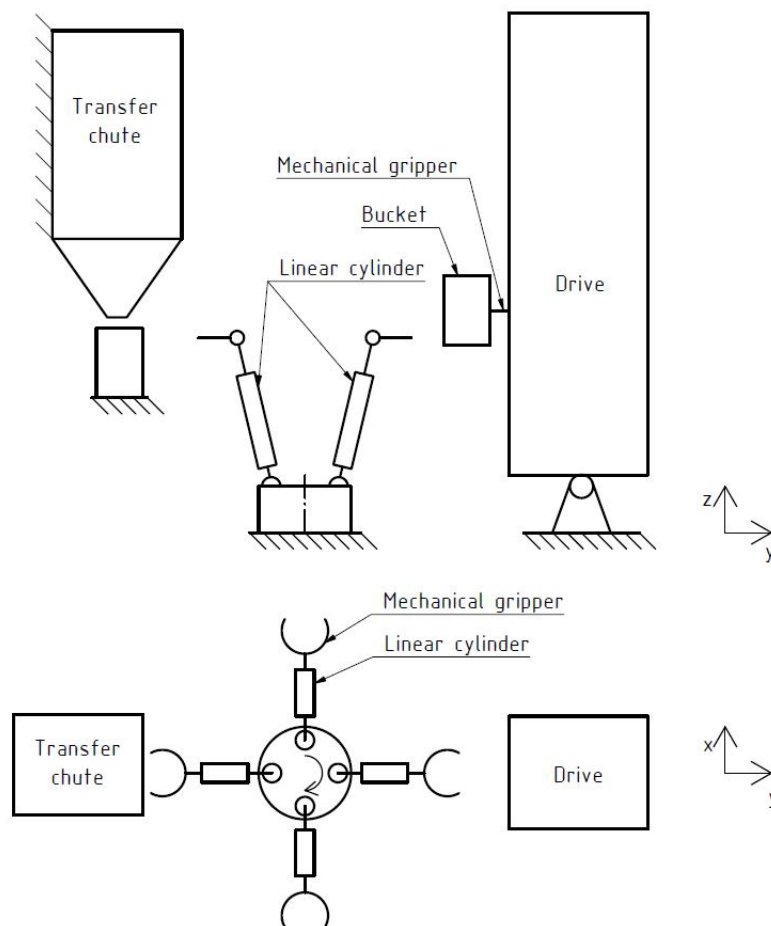 Transfer
chute
Mechanical gripper
Bucket
Linear cylinder
Drive
z
y
Mechanical gripper
Linear cylinder
Transfer
chute
Drive
x
y